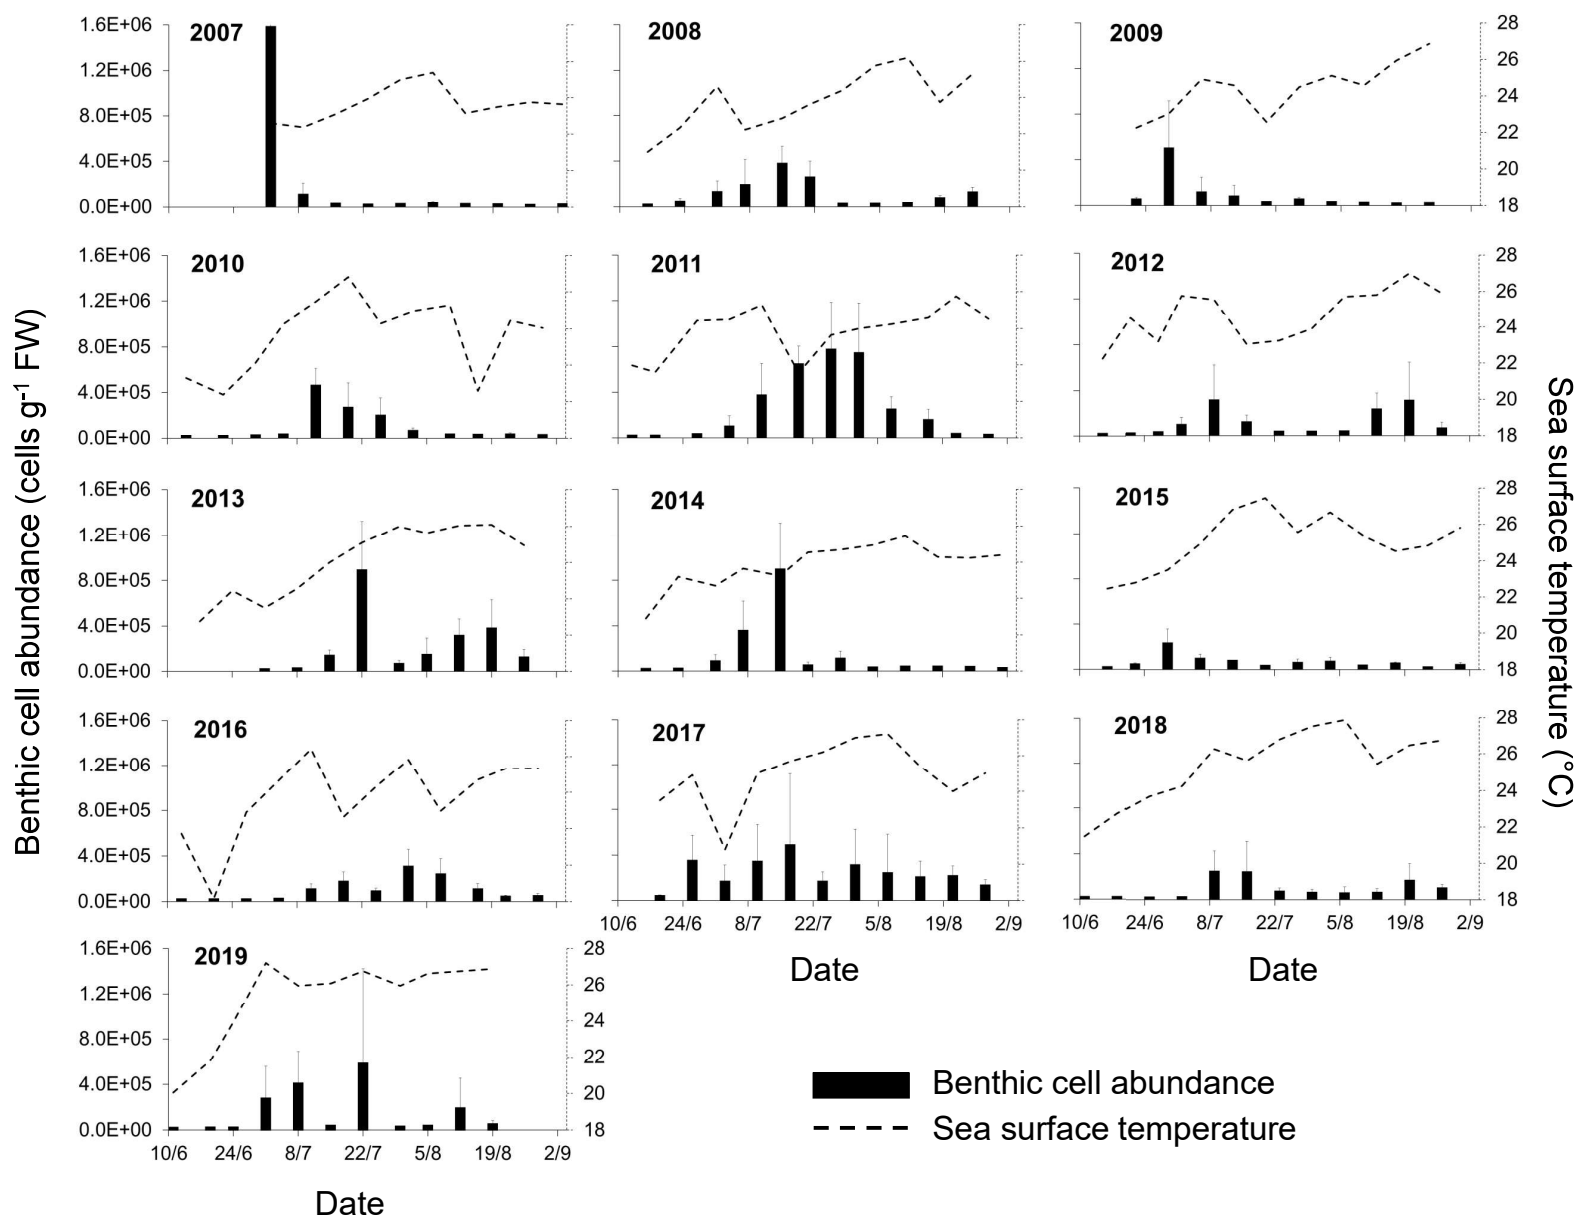 Benthic cell abundance (cells g-1 FW)
Sea surface temperature (°C)
2007
1.6E+06
1.2E+06
8.0E+05
4.0E+05
0.0E+00
2008
2009
28
26
24
22
20
18
2010
1.6E+06
1.2E+06
8.0E+05
4.0E+05
0.0E+00
2011
2012
28
26
24
22
20
18
2013
1.6E+06
1.2E+06
8.0E+05
4.0E+05
0.0E+00
2014
2015
28
26
24
22
20
18
2016
1.6E+06
1.2E+06
8.0E+05
4.0E+05
0.0E+00
2017
10/6 24/6 8/7 22/7 5/8 19/8 2/9
Date
2018
28
26
24
22
20
18
10/6 24/6 8/7 22/7 5/8 19/8 2/9
Date
2019
1.6E+06
1.2E+06
8.0E+05
4.0E+05
0.0E+00
28
26
24
22
20
18
10/6 24/6 8/7 22/7 5/8 19/8 2/9
Date
Benthic cell abundance
Sea surface temperature